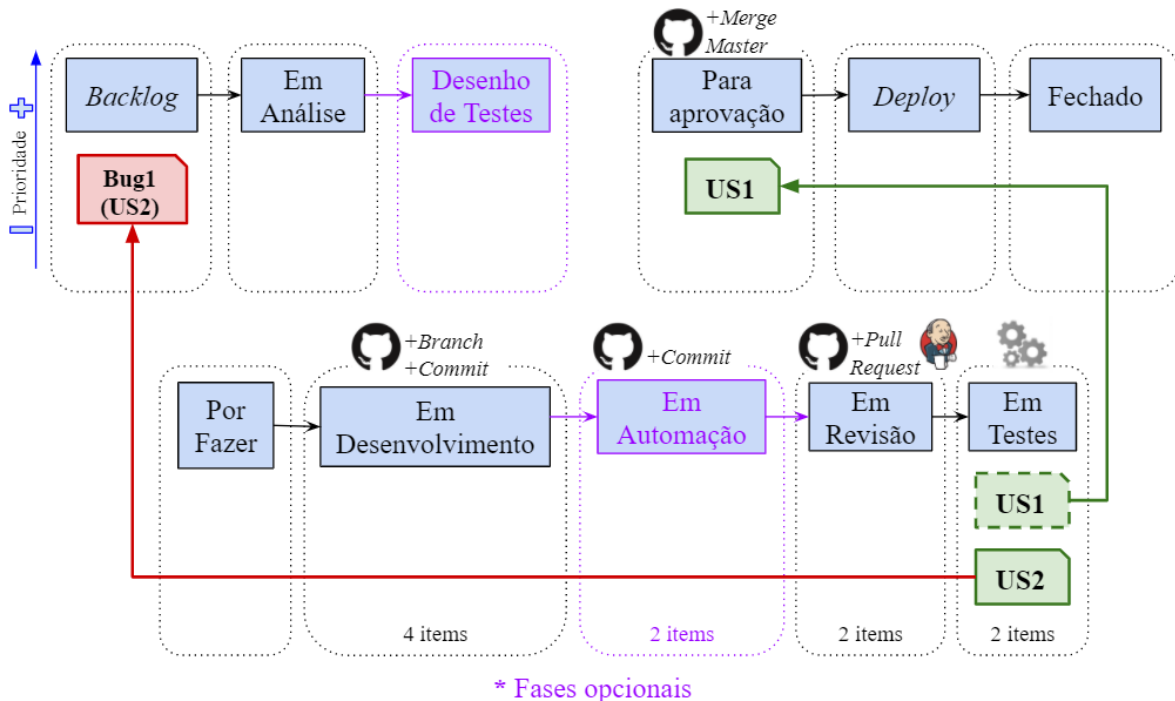 +Merge
Master
Prioridade
Backlog
Em
Análise
Desenho
de Testes
Para
aprovação
Deploy
Fechado
Bug1
(US2)
US1
+Branch
+Commit
+Commit
+Pull
Request
Por
Fazer
Em
Desenvolvimento
Em
Automação
Em
Revisão
Em
Testes
US1
US2
4 items
2 items
2 items
2 items
* Fases opcionais